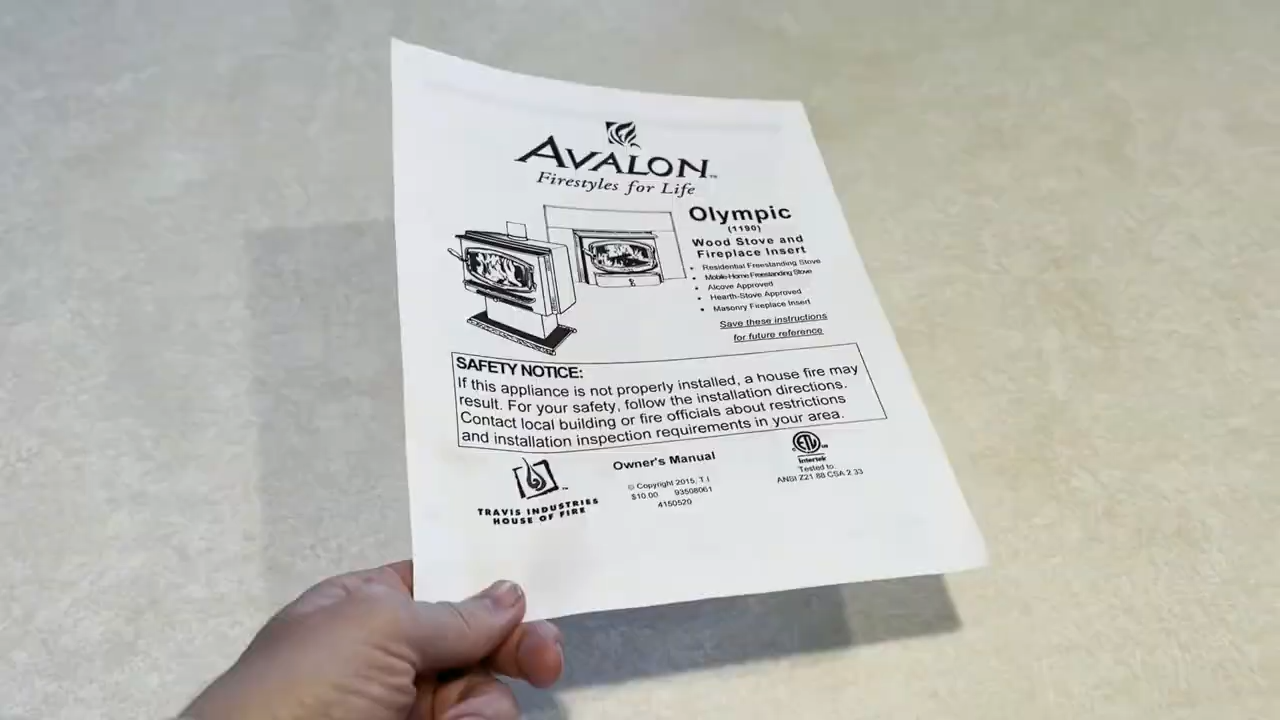 AVALON™
Firestyles for Life
Olympic
(1190)
Wood Stove and
Fireplace Insert
• Residential Freestanding Stove
• Mobile-Home Freestanding Stove
• Alcove Approved
• Hearth-Stove Approved
• Masonry Fireplace Insert
Save these instructions
for future reference
SAFETY NOTICE:
If this appliance is not properly installed, a house fire may
result. For your safety, follow the installation directions.
Contact local building or fire officials about restrictions
and installation inspection requirements in your area.
TRAVIS INDUSTRIES
HOUSE OF FIRE
Owner's Manual
© Copyright 2015, T.I
$10.00 93508061
4150520
ETL us
Intertek
Tested to:
ANSI Z21 88 CSA 2 33